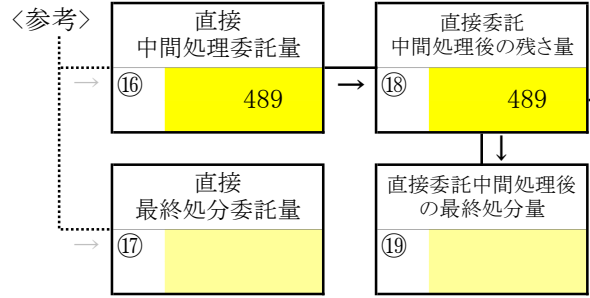 〈参考〉
直接
中間処理委託量
⑯ 489
→
直接委託
中間処理後の残さ量
⑱ 489
→
直接
最終処分委託量
⑰
→
↓
直接委託中間処理後
の最終処分量
⑲